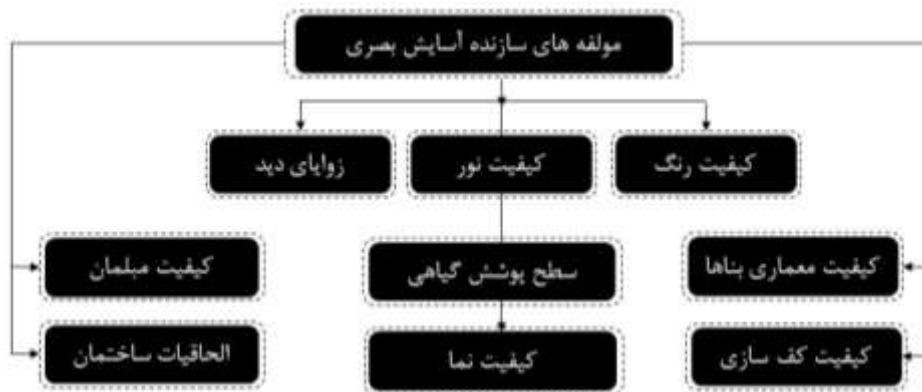 مولفه های سازنده آسایش بصری
کیفیت رنگ
کیفیت نور
زوایای دید
کیفیت معماری بناها
سطح پوشش گیاهی
کیفیت مبلمان
کیفیت کف سازی
کیفیت نما
الحاقیات ساختمان